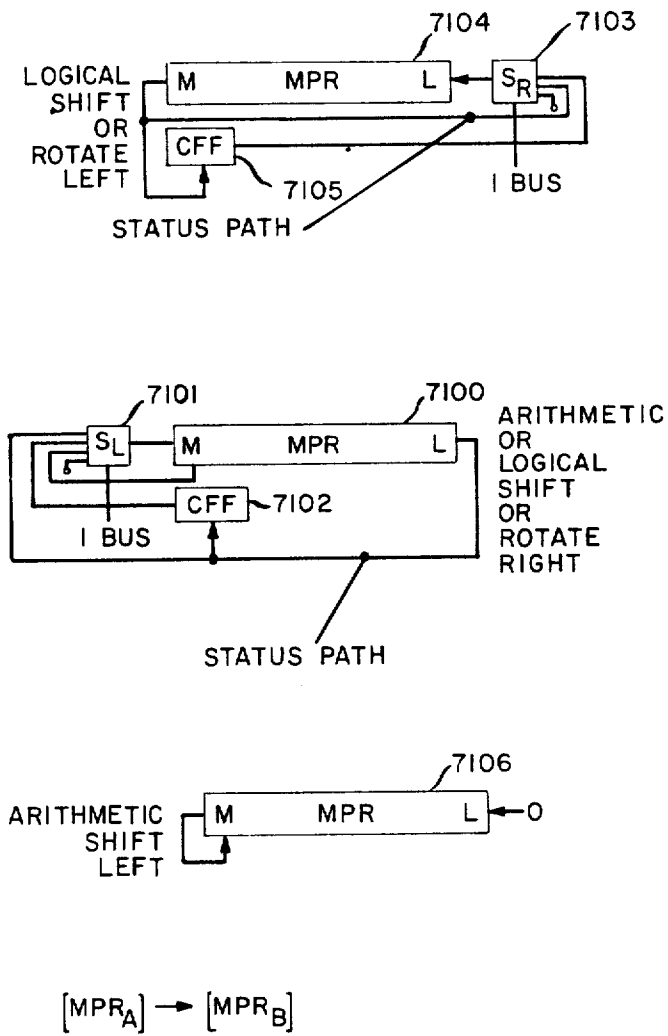 7104
7103
LOGICAL
SHIFT
OR
ROTATE
LEFT
M MPR L
S_R
CFF
7105
I BUS
STATUS PATH
7101
7100
S_L
M MPR L
ARITHMETIC
OR
LOGICAL
SHIFT
OR
ROTATE
RIGHT
CFF
7102
I BUS
STATUS PATH
7106
ARITHMETIC
SHIFT
LEFT
M MPR L
0
[MPR_A] → [MPR_B]